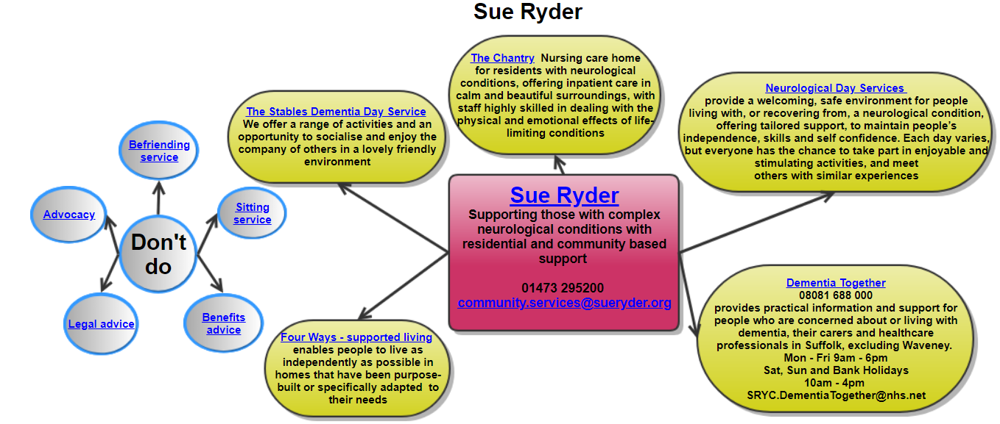 Sue Ryder
The Chantry  Nursing care home
for residents with neurological
conditions, offering inpatient care in
calm and beautiful surroundings, with
staff highly skilled in dealing with the
physical and emotional effects of life-
limiting conditions
Neurological Day Services
provide a welcoming, safe environment for people
living with, or recovering from, a neurological condition,
offering tailored support, to maintain people's
independence, skills and self confidence. Each day varies,
but everyone has the chance to take part in enjoyable and
stimulating activities, and meet
others with similar experiences
The Stables Dementia Day Service
We offer a range of activities and an
opportunity to socialise and enjoy the
company of others in a lovely friendly
environment
Befriending
service
Advocacy
Sitting
service
Don't
do
Legal advice
Benefits
advice
Sue Ryder
Supporting those with complex
neurological conditions with
residential and community based
support
01473 295200
community.services@sueryder.org
Four Ways - supported living
enables people to live as
independently as possible in
homes that have been purpose-
built or specifically adapted  to
their needs
Dementia Together
08081 688 000
provides practical information and support for
people who are concerned about or living with
dementia, their carers and healthcare
professionals in Suffolk, excluding Waveney.
Mon - Fri 9am - 6pm
Sat, Sun and Bank Holidays
10am - 4pm
SRYC.DementiaTogether@nhs.net